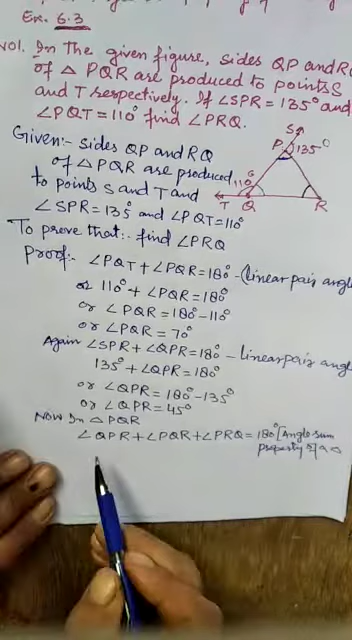 Ex. 6.3
No1. In the given figure, sides QP and RQ
of △ PQR are produced to points S
and T respectively. If ∠SPR = 135° and
∠PQT = 110° find ∠PRQ.
Given:- sides QP and RQ
of △PQR are produced
to points S and T and
∠SPR = 135° and ∠PQT = 110°
S
P
135°
110°
T
Q
R
To prove that:- find ∠PRQ
Proof:- ∠PQT + ∠PQR = 180° - (linear pair angle
or 110° + ∠PQR = 180°
or ∠PQR = 180° - 110°
or ∠PQR = 70°
Again ∠SPR + ∠QPR = 180° - linear pair angle
135° + ∠QPR = 180°
or ∠QPR = 180° - 135°
or ∠QPR = 45°
Now In △PQR
∠QPR + ∠PQR + ∠PRQ = 180° [Angle sum
property of a △